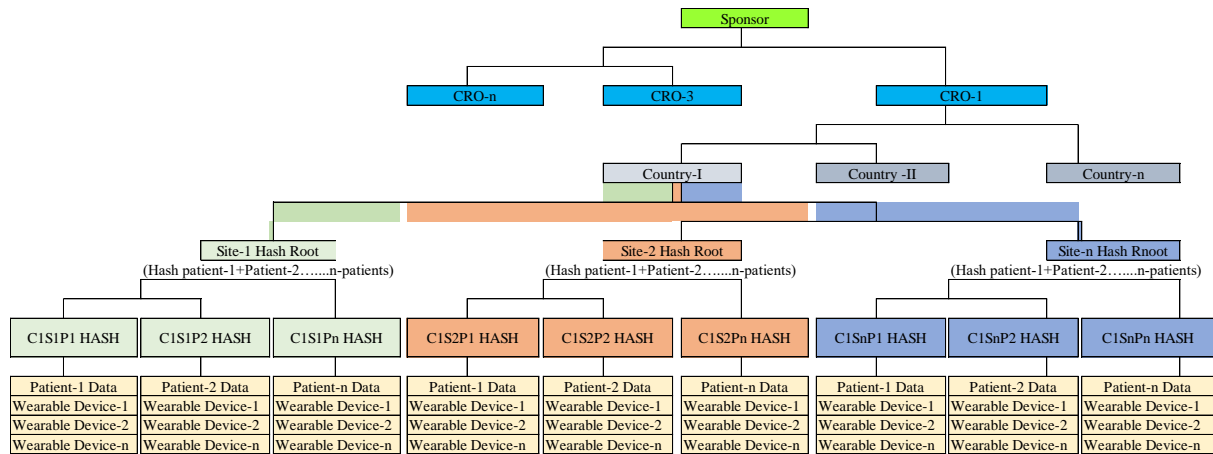 Sponsor
CRO-n CRO-3 CRO-1
Country-I Country -II Country-n
Site-1 Hash Root Site-2 Hash Root Site-n Hash Rnoot
(Hash patient-1+Patient-2…....n-patients) (Hash patient-1+Patient-2…....n-patients) (Hash patient-1+Patient-2…....n-patients)
C1S1P1 HASH C1S1P2 HASH C1S1Pn HASH C1S2P1 HASH C1S2P2 HASH C1S2Pn HASH C1SnP1 HASH C1SnP2 HASH C1SnPn HASH
Patient-1 Data Patient-2 Data Patient-n Data Patient-1 Data Patient-2 Data Patient-n Data Patient-1 Data Patient-2 Data Patient-n Data
Wearable Device-1 Wearable Device-1 Wearable Device-1 Wearable Device-1 Wearable Device-1 Wearable Device-1 Wearable Device-1 Wearable Device-1 Wearable Device-1
Wearable Device-2 Wearable Device-2 Wearable Device-2 Wearable Device-2 Wearable Device-2 Wearable Device-2 Wearable Device-2 Wearable Device-2 Wearable Device-2
Wearable Device-n Wearable Device-n Wearable Device-n Wearable Device-n Wearable Device-n Wearable Device-n Wearable Device-n Wearable Device-n Wearable Device-n